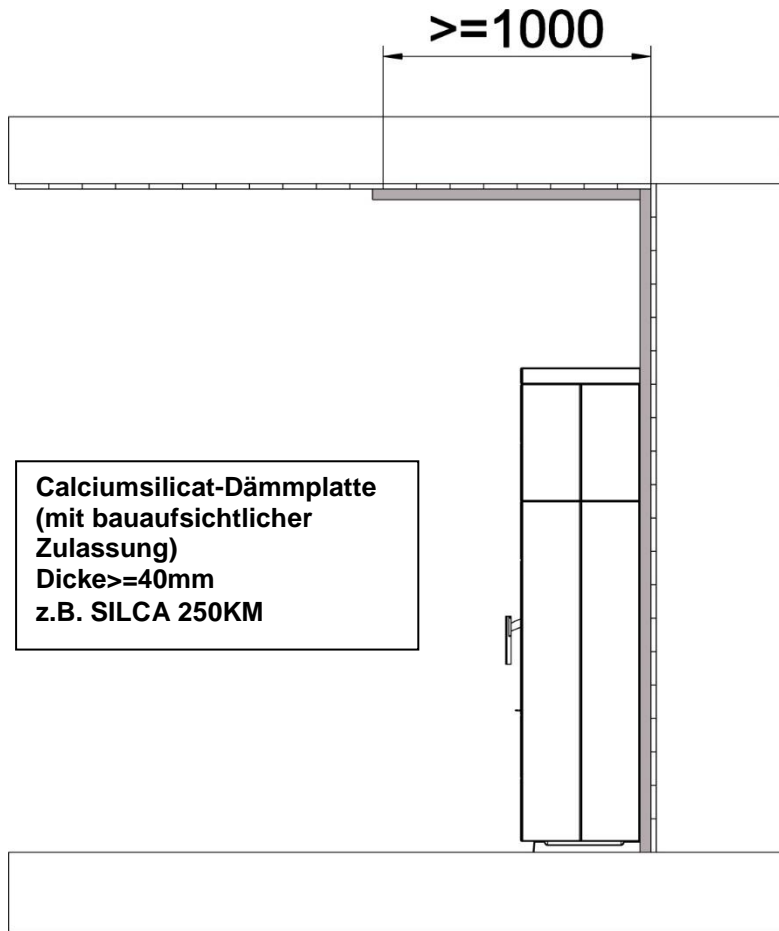 >=1000
Calciumsilicat-Dämmplatte
(mit bauaufsichtlicher
Zulassung)
Dicke>=40mm
z.B. SILCA 250KM